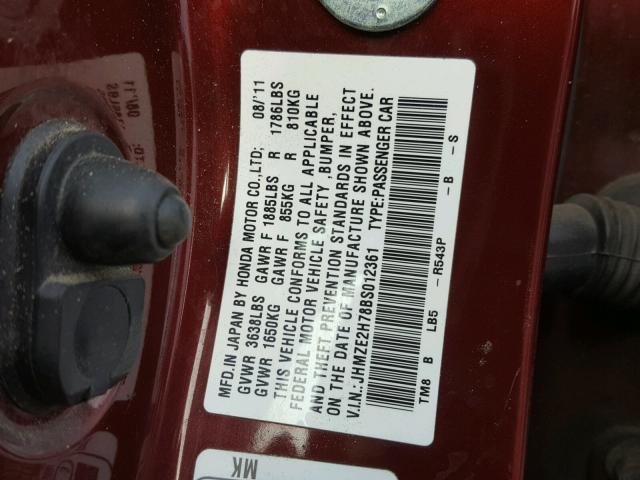 MFD.IN JAPAN BY HONDA MOTOR CO.,LTD; 08/'11
GVWR 3638LBS GAWR F 1885LBS R 1786LBS
GVWR 1650KG GAWR F 855KG R 810KG
THIS VEHICLE CONFORMS TO ALL APPLICABLE
FEDERAL MOTOR VEHICLE SAFETY ,BUMPER,
AND THEFT PREVENTION STANDARDS IN EFFECT
ON THE DATE OF MANUFACTURE SHOWN ABOVE.
V.I.N.:JHMZE2H78BS012361 TYPE:PASSENGER CAR
TM8 B LB5 - R543P -B - S
MK